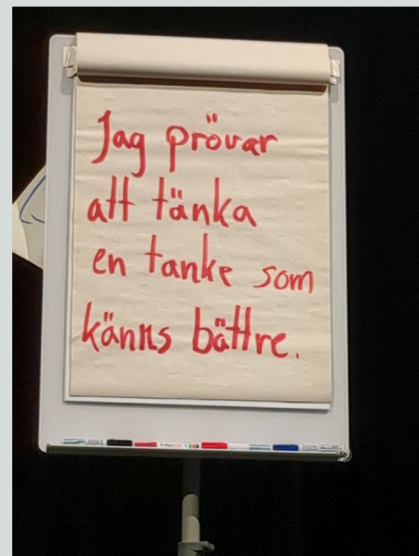 Jag prövar
att tänka
en tanke som
känns bättre.